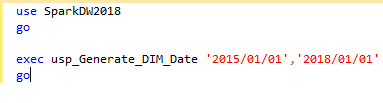 use SparkDW2018
go
exec usp_Generate_DIM_Date '2015/01/01','2018/01/01'
go